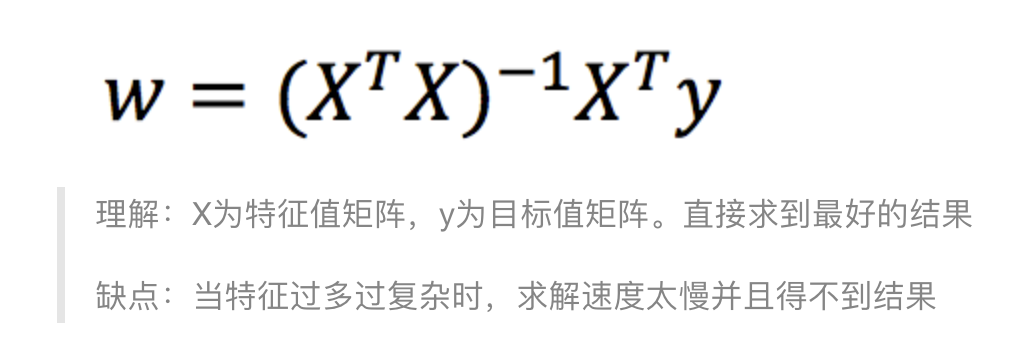 w = (X^T X)^{-1} X^T y
理解：X为特征值矩阵，y为目标值矩阵。直接求到最好的结果
缺点：当特征过多过复杂时，求解速度太慢并且得不到结果